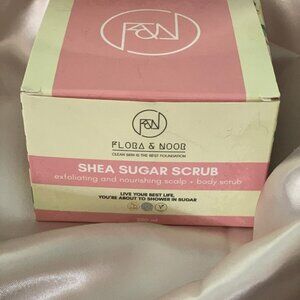 F&N
F&N
FLORA & NOOR
CLEAN SKIN IS THE BEST FOUNDATION
SHEA SUGAR SCRUB
exfoliating and nourishing scalp + body scrub
LIVE YOUR BEST LIFE,
YOU'RE ABOUT TO SHOWER IN SUGAR